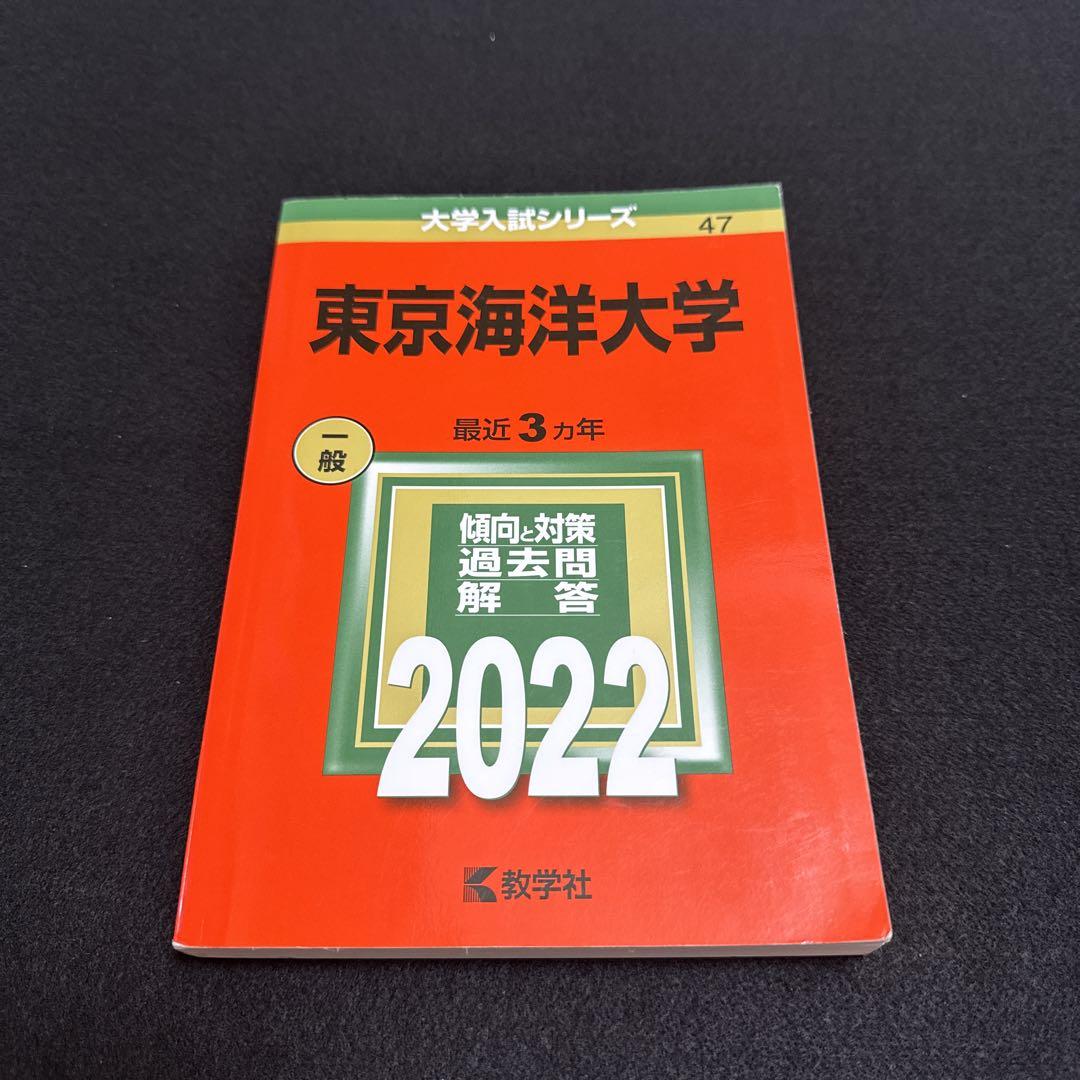 大学入試シリーズ 47
東京海洋大学
最近3ヵ年
一般
傾向と対策
過去問
解答
2022
教学社